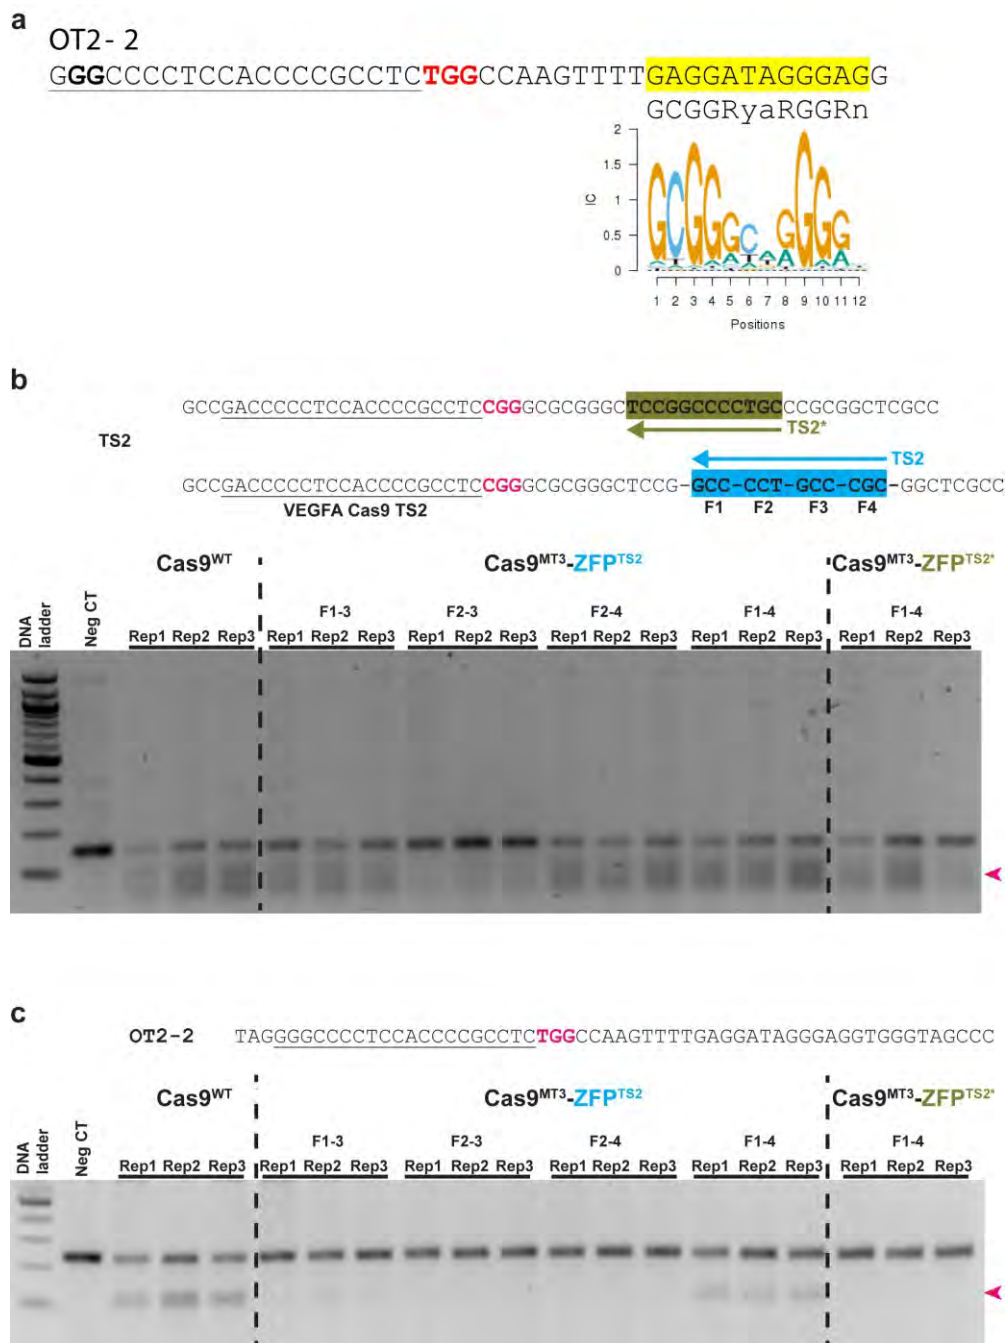 a
OT2- 2
GGGCCCCTCCACCCCGCCTCTGGCCAAGTTTTGAGGATAGGGAGG
GCGGRyaRGGRn
2
1.5
1
0.5
0
IC
1 2 3 4 5 6 7 8 9 10 11 12
Positions
b
GCCGACCCCCTCCACCCCGCCTCCGGGCGCGGGCTCCGGCCCCTGCCCGCGGCTCGCC
TS2
TS2*
TS2
GCCGACCCCCTCCACCCCGCCTCCGGGCGCGGGCTCCG-GCC-CCT-GCC-CGC-GGCTCGCC
VEGFA Cas9 TS2
F1 F2 F3 F4
Cas9WT
Cas9MT3-ZFPTS2
Cas9MT3-ZFPTS2*
DNA
ladder
Neg CT
F1-3 F2-3 F2-4 F1-4 F1-4
Rep1 Rep2 Rep3 Rep1 Rep2 Rep3 Rep1 Rep2 Rep3 Rep1 Rep2 Rep3 Rep1 Rep2 Rep3 Rep1 Rep2 Rep3
c
OT2-2 TAGGGGCCCCTCCACCCCGCCTCTGGCCAAGTTTTGAGGATAGGGAGGTGGGTAGCCC
Cas9WT
Cas9MT3-ZFPTS2
Cas9MT3-ZFPTS2*
DNA
ladder
Neg CT
F1-3 F2-3 F2-4 F1-4 F1-4
Rep1 Rep2 Rep3 Rep1 Rep2 Rep3 Rep1 Rep2 Rep3 Rep1 Rep2 Rep3 Rep1 Rep2 Rep3 Rep1 Rep2 Rep3